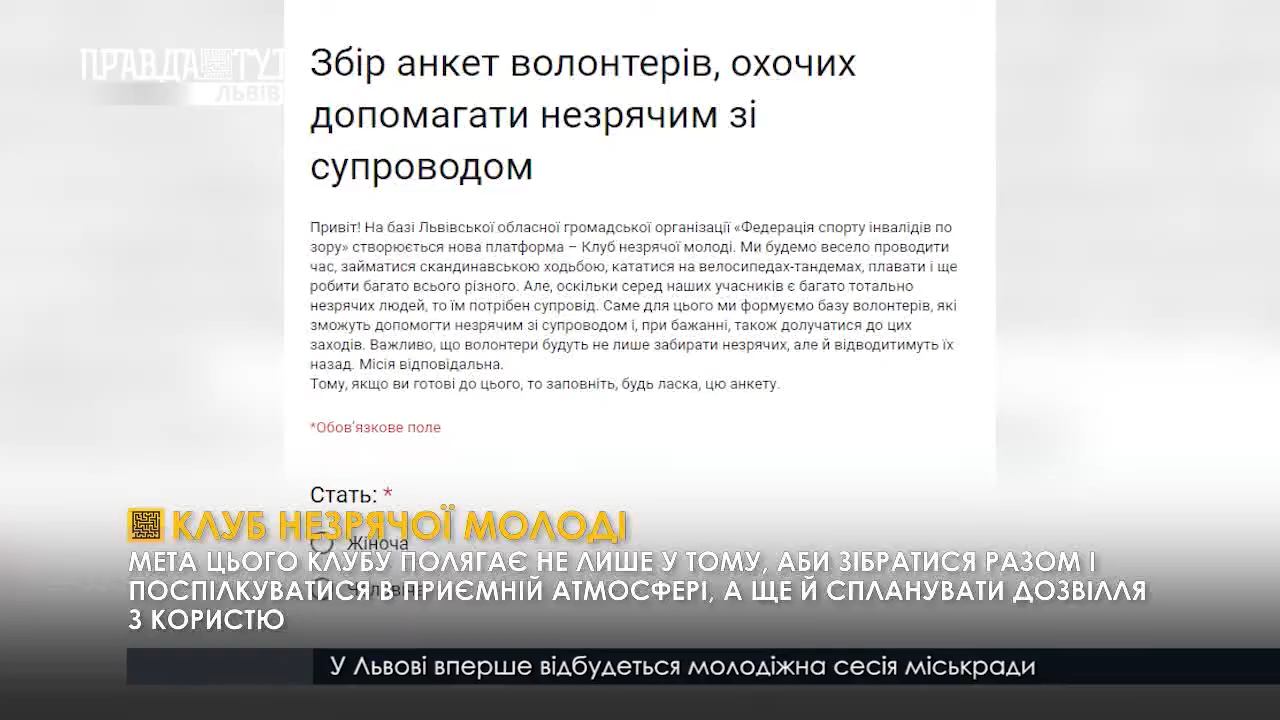 ПРАВДА ТУТ
ЛЬВІВ
Збір анкет волонтерів, охочих
допомагати незрячим зі
супроводом
Привіт! На базі Львівської обласної громадської організації «Федерація спорту інвалідів по
зору» створюється нова платформа – Клуб незрячої молоді. Ми будемо весело проводити
час, займатися скандинавською ходьбою, кататися на велосипедах-тандемах, плавати і ще
робити багато всього різного. Але, оскільки серед наших учасників є багато тотально
незрячих людей, то їм потрібен супровід. Саме для цього ми формуємо базу волонтерів, які
зможуть допомогти незрячим зі супроводом і, при бажанні, також долучатися до цих
заходів. Важливо, що волонтери будуть не лише забирати незрячих, але й відводитимуть їх
назад. Місія відповідальна.
Тому, якщо ви готові до цього, то заповніть, будь ласка, цю анкету.
*Обов'язкове поле
Стать: *
КЛУБ НЕЗРЯЧОЇ МОЛОДІ
Жіноча
МЕТА ЦЬОГО КЛУБУ ПОЛЯГАЄ НЕ ЛИШЕ У ТОМУ, АБИ ЗІБРАТИСЯ РАЗОМ І
ПОСПІЛКУВАТИСЯ В ПРИЄМНІЙ АТМОСФЕРІ, А ЩЕ Й СПЛАНУВАТИ ДОЗВІЛЛЯ
З КОРИСТЮ
У Львові вперше відбудеться молодіжна сесія міськради